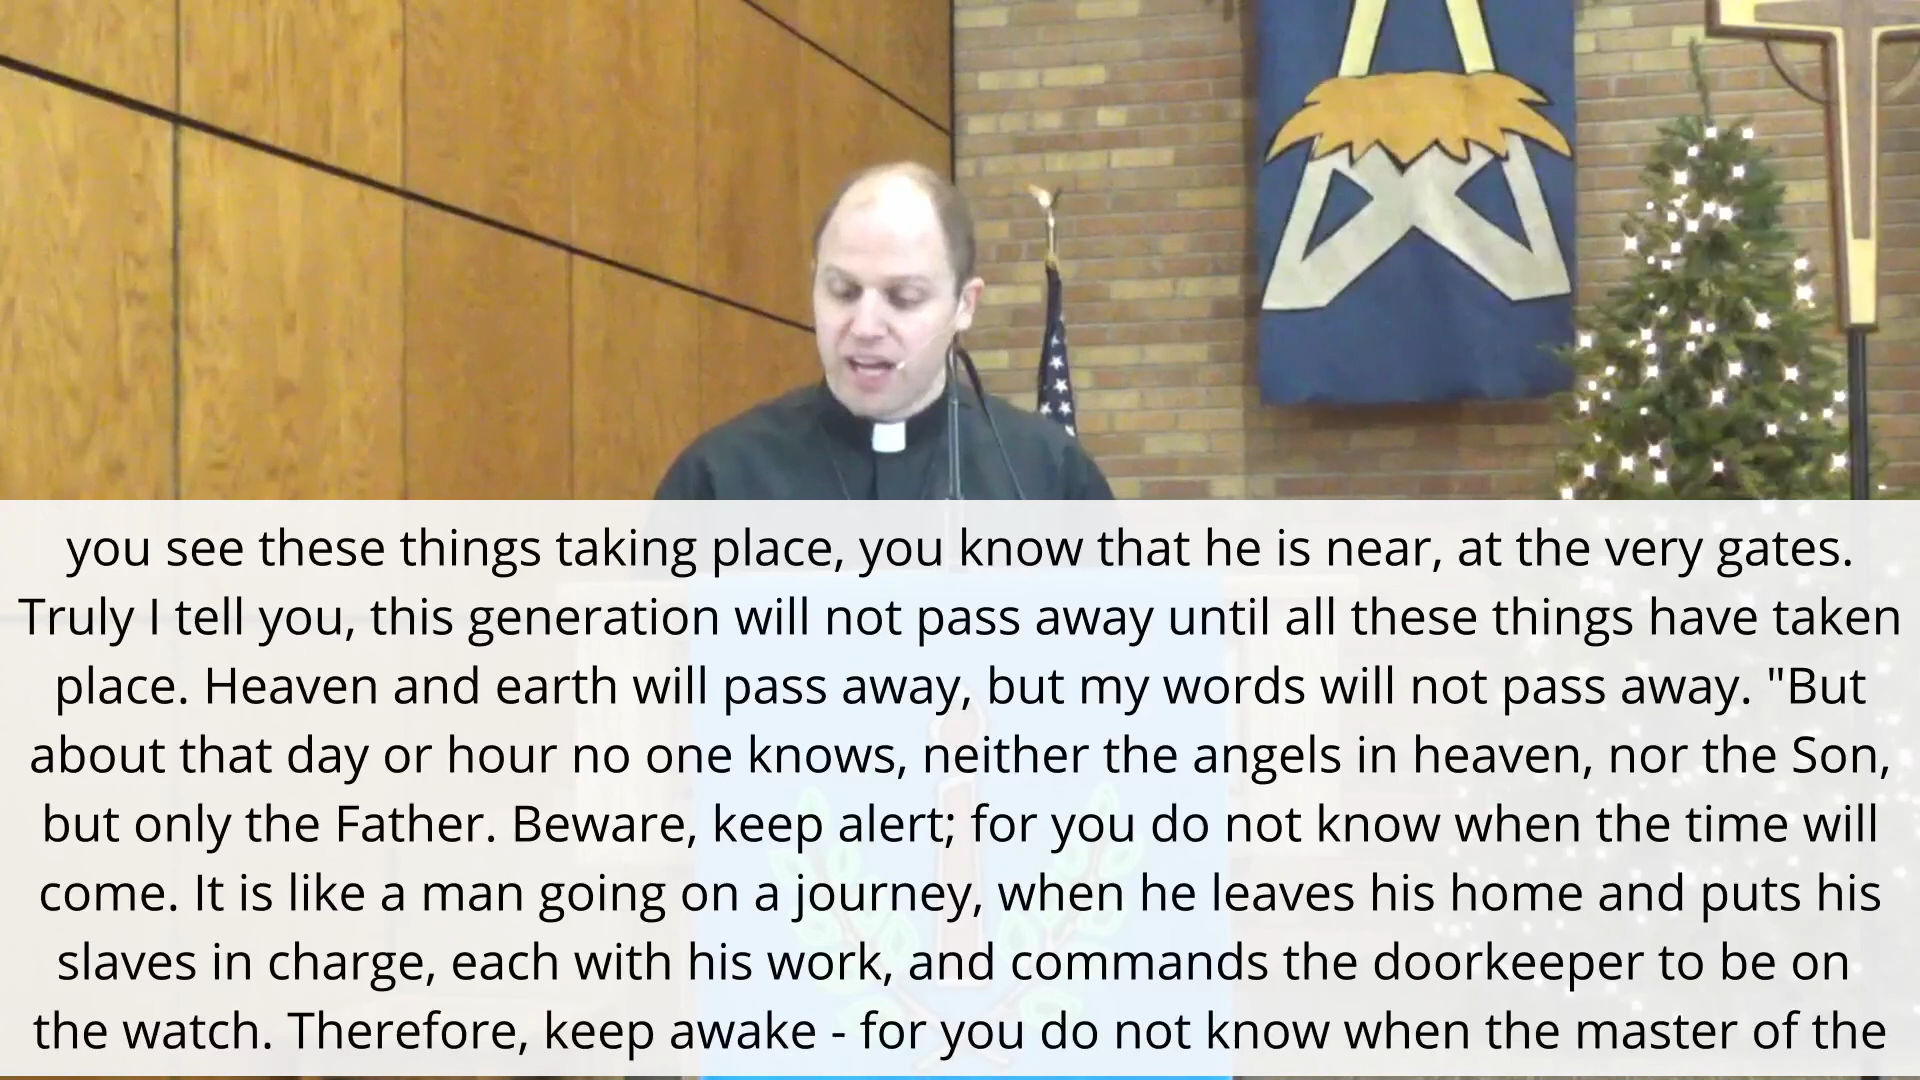 you see these things taking place, you know that he is near, at the very gates.
Truly I tell you, this generation will not pass away until all these things have taken
place. Heaven and earth will pass away, but my words will not pass away. "But
about that day or hour no one knows, neither the angels in heaven, nor the Son,
but only the Father. Beware, keep alert; for you do not know when the time will
come. It is like a man going on a journey, when he leaves his home and puts his
slaves in charge, each with his work, and commands the doorkeeper to be on
the watch. Therefore, keep awake - for you do not know when the master of the